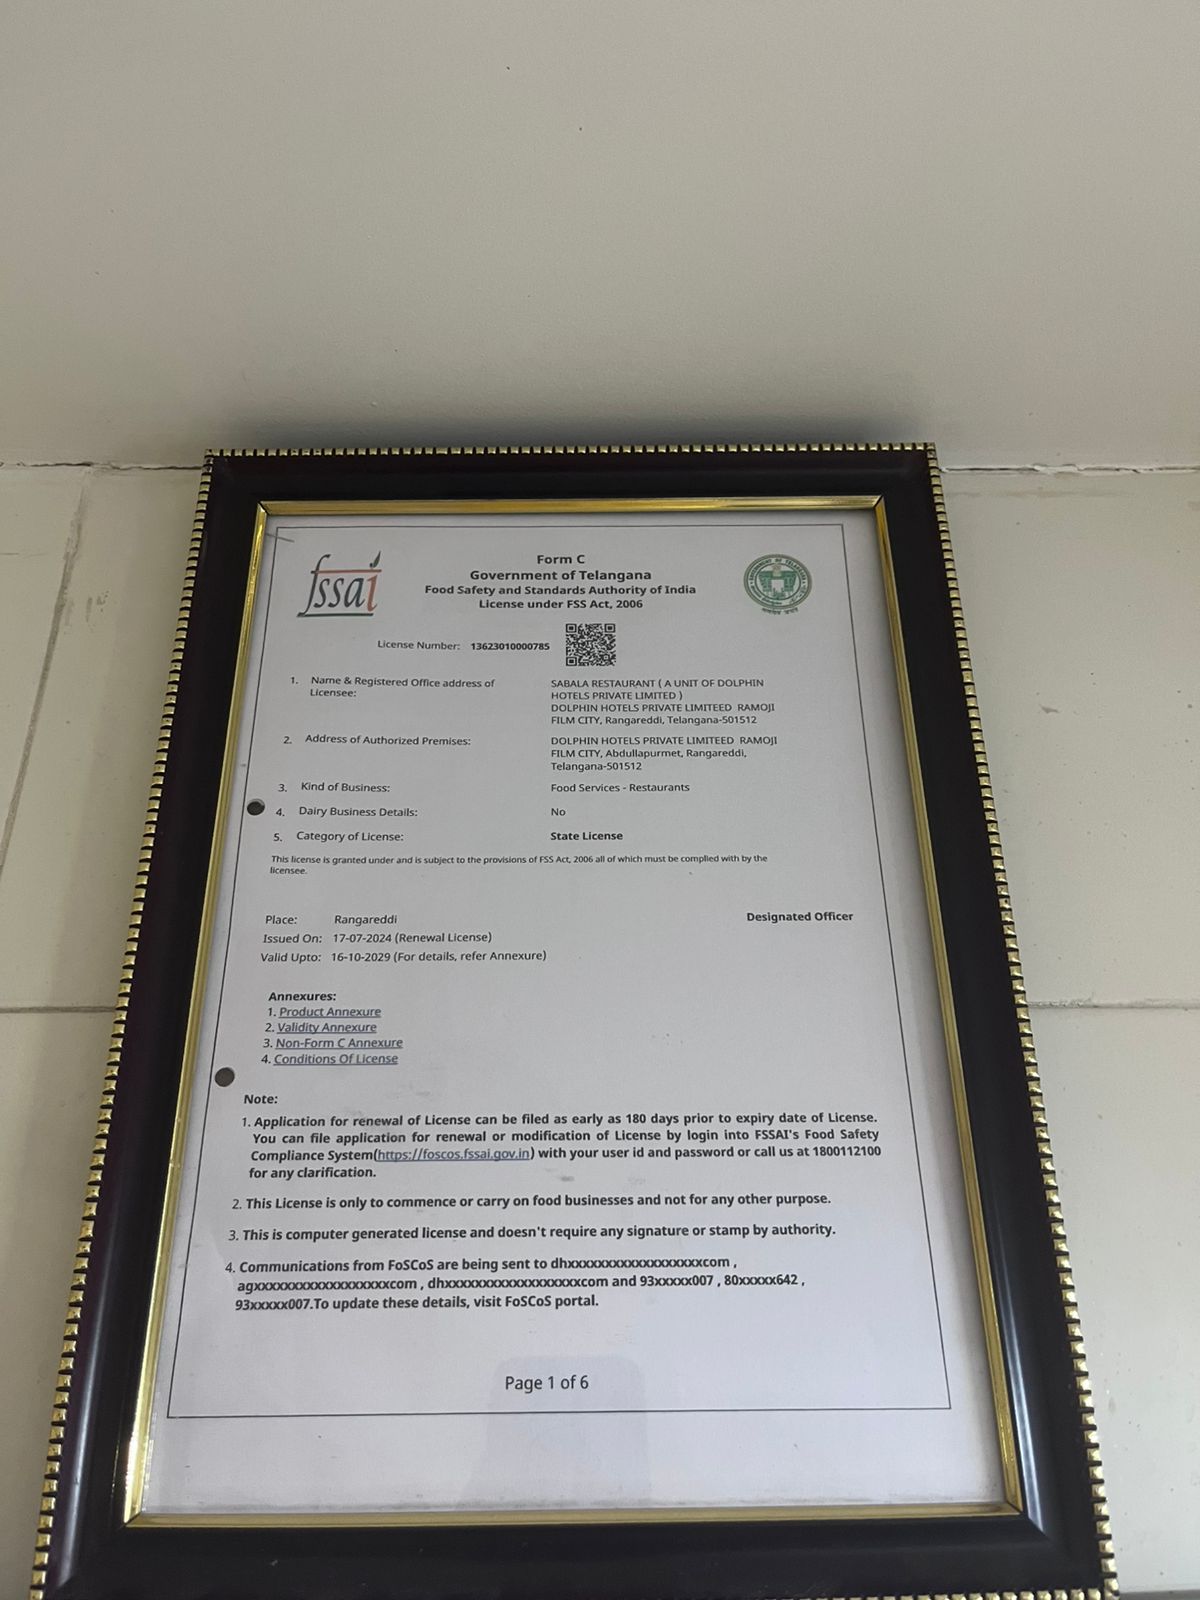 fssai
Form C
Government of Telangana
Food Safety and Standards Authority of India
License under FSS Act, 2006
License Number: 13623010000785
1. Name & Registered Office address of Licensee:
SABALA RESTAURANT ( A UNIT OF DOLPHIN
HOTELS PRIVATE LIMITED )
DOLPHIN HOTELS PRIVATE LIMITEED RAMOJI
FILM CITY, Rangareddi, Telangana-501512
2. Address of Authorized Premises:
DOLPHIN HOTELS PRIVATE LIMITEED RAMOJI
FILM CITY, Abdullapurmet, Rangareddi,
Telangana-501512
3. Kind of Business: Food Services - Restaurants
4. Dairy Business Details: No
5. Category of License: State License
This license is granted under and is subject to the provisions of FSS Act, 2006 all of which must be complied with by the
licensee.
Place: Rangareddi
Designated Officer
Issued On: 17-07-2024 (Renewal License)
Valid Upto: 16-10-2029 (For details, refer Annexure)
Annexures:
1. Product Annexure
2. Validity Annexure
3. Non-Form C Annexure
4. Conditions Of License
Note:
1. Application for renewal of License can be filed as early as 180 days prior to expiry date of License.
You can file application for renewal or modification of License by login into FSSAI's Food Safety
Compliance System(https://foscos.fssai.gov.in) with your user id and password or call us at 1800112100
for any clarification.
2. This License is only to commence or carry on food businesses and not for any other purpose.
3. This is computer generated license and doesn't require any signature or stamp by authority.
4. Communications from FoSCoS are being sent to dhxxxxxxxxxxxxxxxxxxcom ,
agxxxxxxxxxxxxxxxxxxcom , dhxxxxxxxxxxxxxxxxxxcom and 93xxxxx007 , 80xxxxx642 ,
93xxxxx007.To update these details, visit FoSCoS portal.
Page 1 of 6